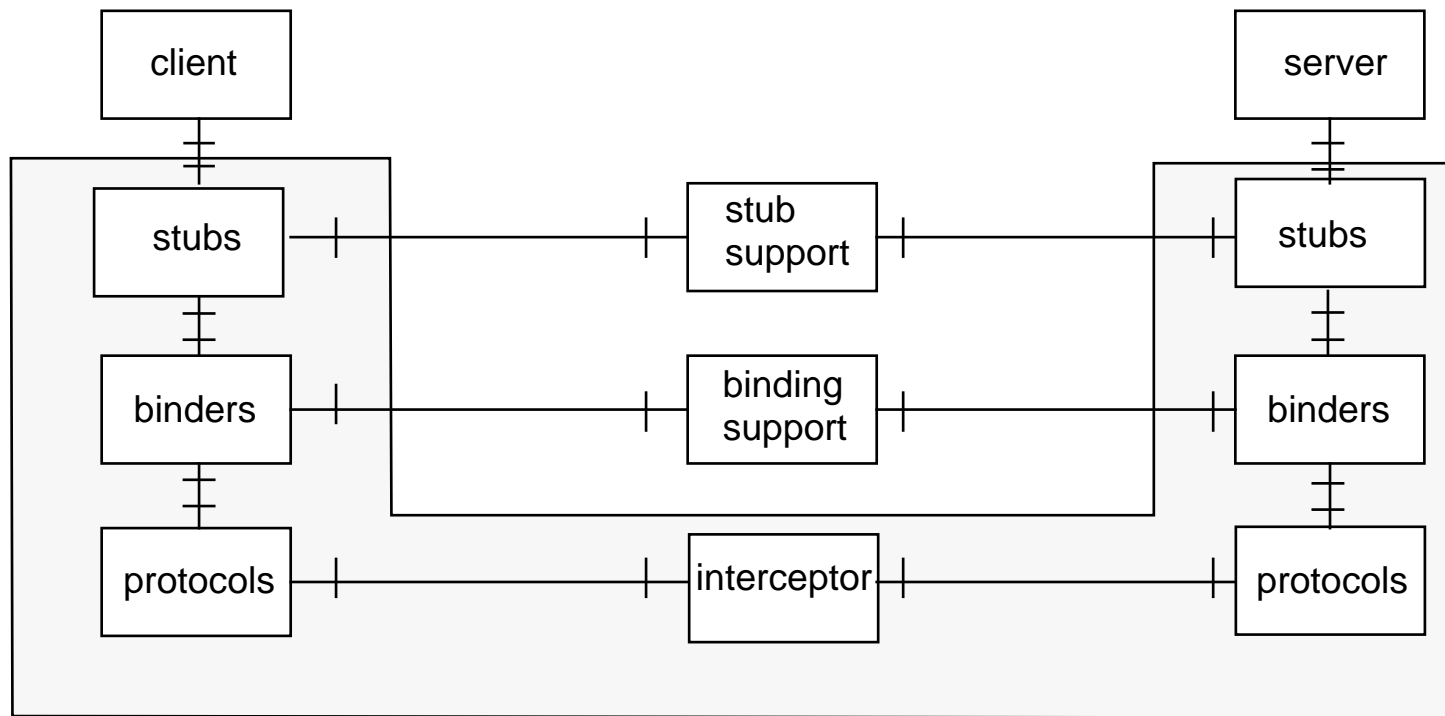 client
server
stubs
stub
support
stubs
binders
binding
support
binders
protocols
interceptor
protocols